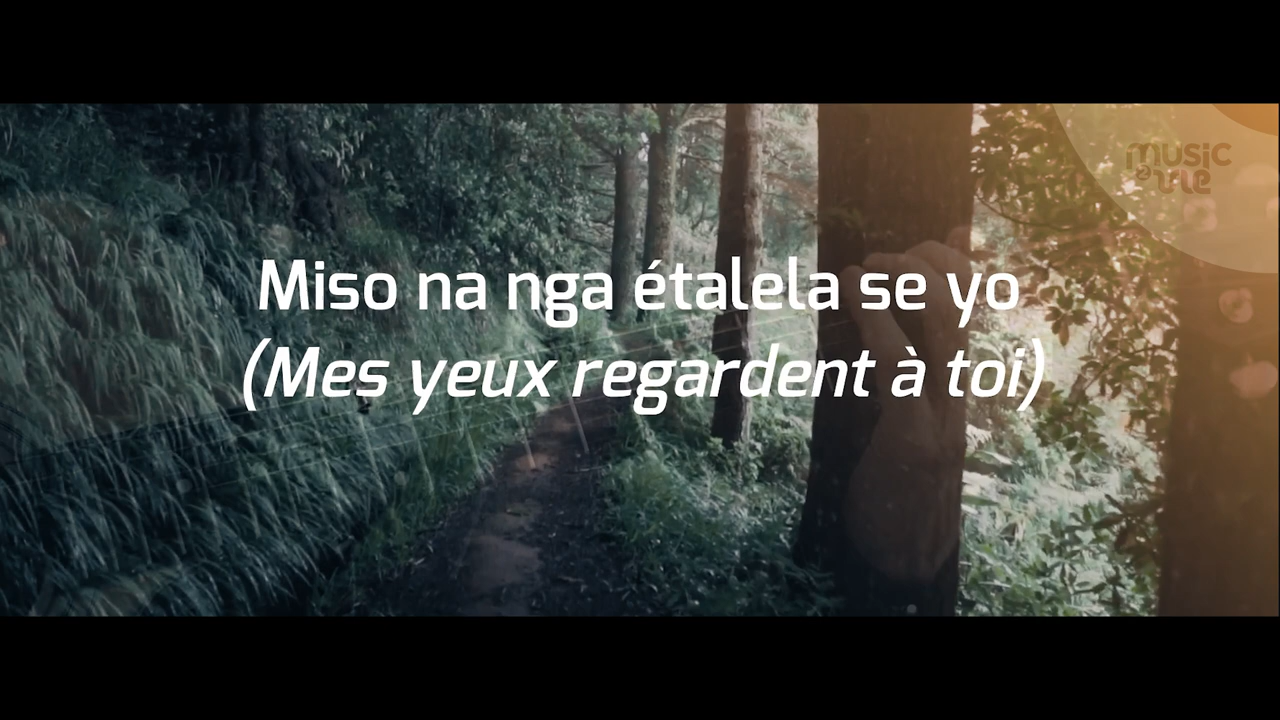 music
& vie
Miso na nga étalela se yo
(Mes yeux regardent à toi)